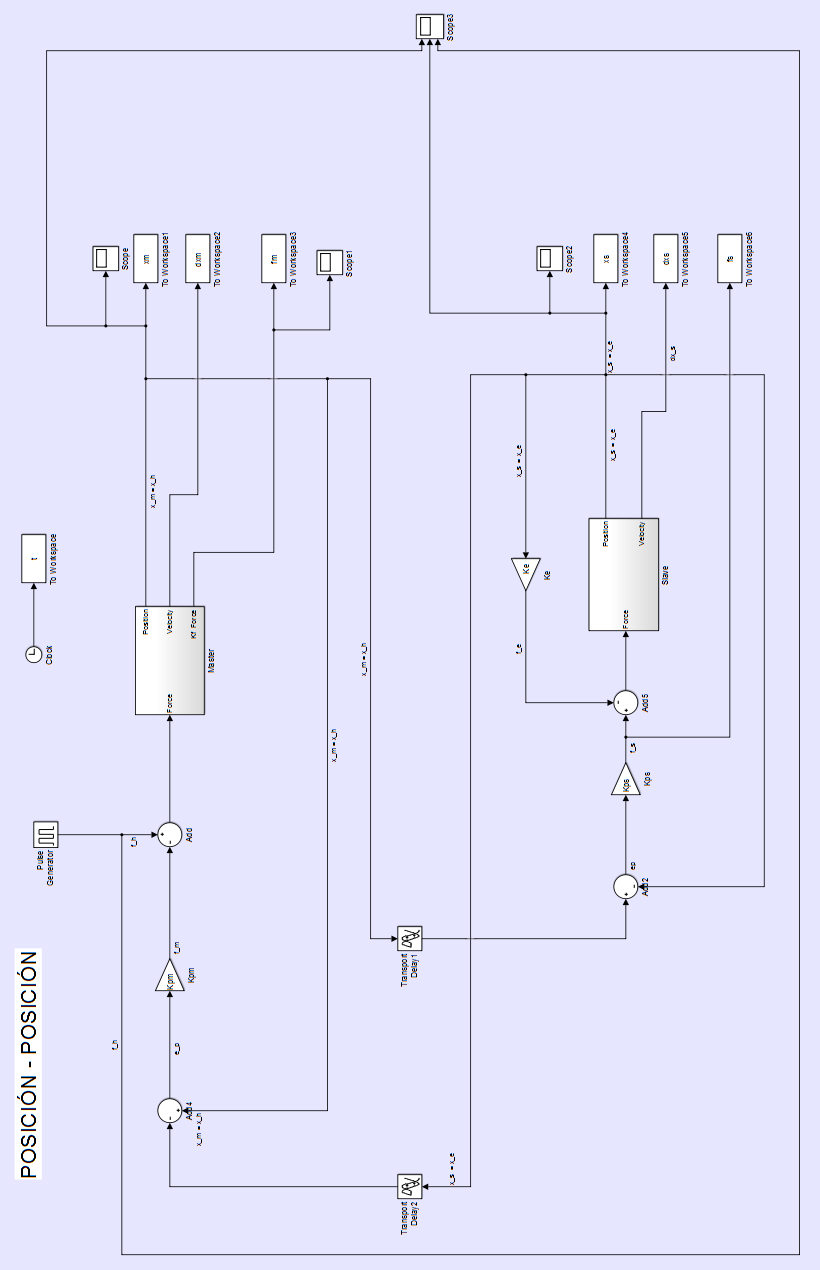 POSICIÓN - POSICIÓN
Scope3
Scope
xm
To Workspace1
dxm
To Workspace2
fm
To Workspace3
Scope1
Scope2
xs
To Workspace4
dxs
To Workspace5
fs
To Workspace6
x_s = x_e
dx_s
x_s = x_e
x_s = x_e
x_m = x_h
t
To Workspace
Clock
Position
Velocity
Kf Force
Force
Master
Ke
Ke
f_e
Position
Velocity
Force
Slave
x_m = x_h
x_m = x_h
Add5
f_s
Kps
Kps
ep
Add2
Pulse
Generator
f_h
Add
f_m
Kpm
Kpm
e_p
Add4
x_m = x_h
f_h
Transport
Delay1
x_s = x_e
Transport
Delay2